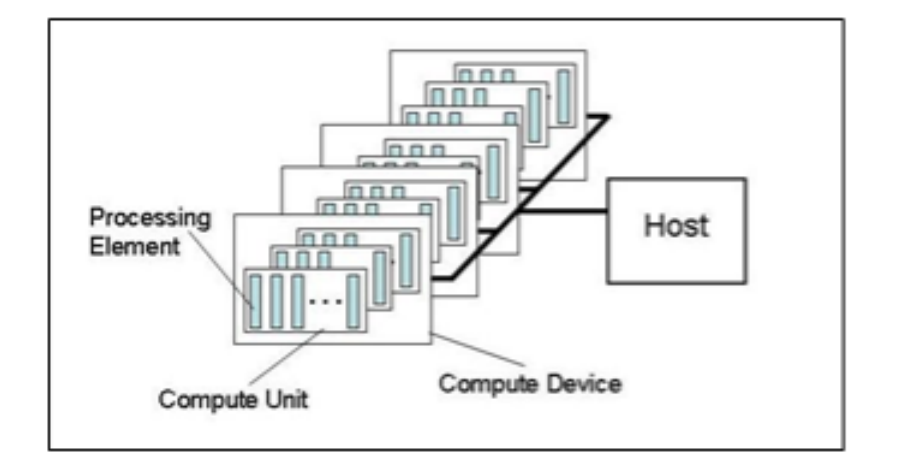 Processing
Element
Host
Compute Unit
Compute Device